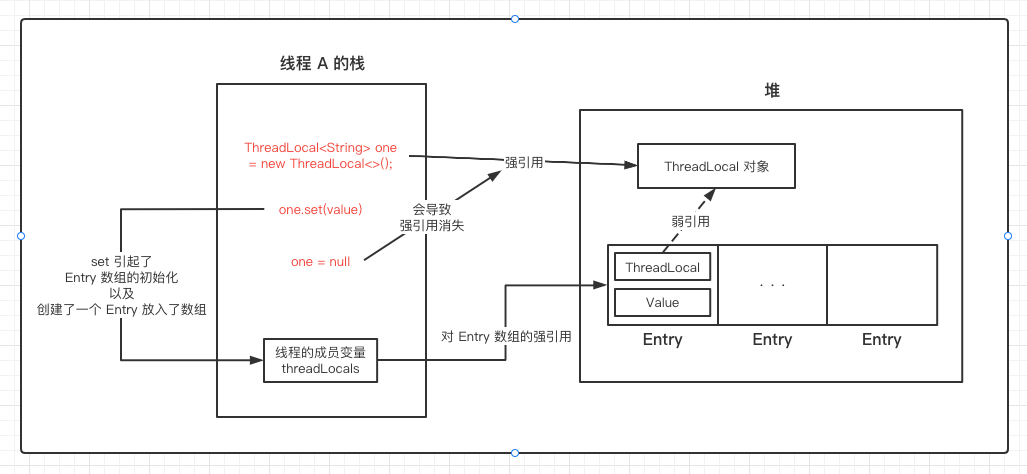 线程 A 的栈
堆
ThreadLocal<String> one
= new ThreadLocal<>();
强引用
ThreadLocal 对象
one.set(value)
会导致
强引用消失
弱引用
one = null
set 引起了
Entry 数组的初始化
以及
创建了一个 Entry 放入了数组
ThreadLocal
Value
· · ·
Entry
Entry
Entry
对 Entry 数组的强引用
线程的成员变量
threadLocals